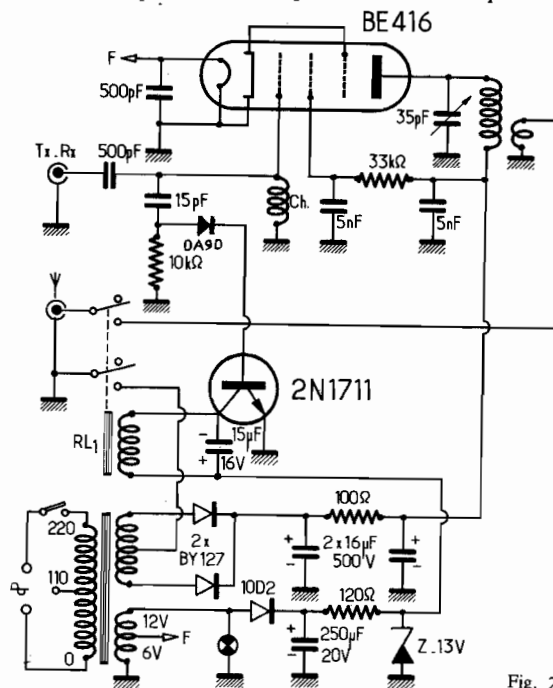 BE416
F
500pF
35pF
Tx.Rx
500pF
33kΩ
15pF
Ch.
5nF
5nF
OA90
10kΩ
2N1711
15μF
RL1
-
+ 16V
220
2x
BY127
100Ω
+
-
2x16μF
500V
+
-
110
10D2
120Ω
12V
F
6V
+
-
250μF
20V
Z.13V
0
Fig. 2